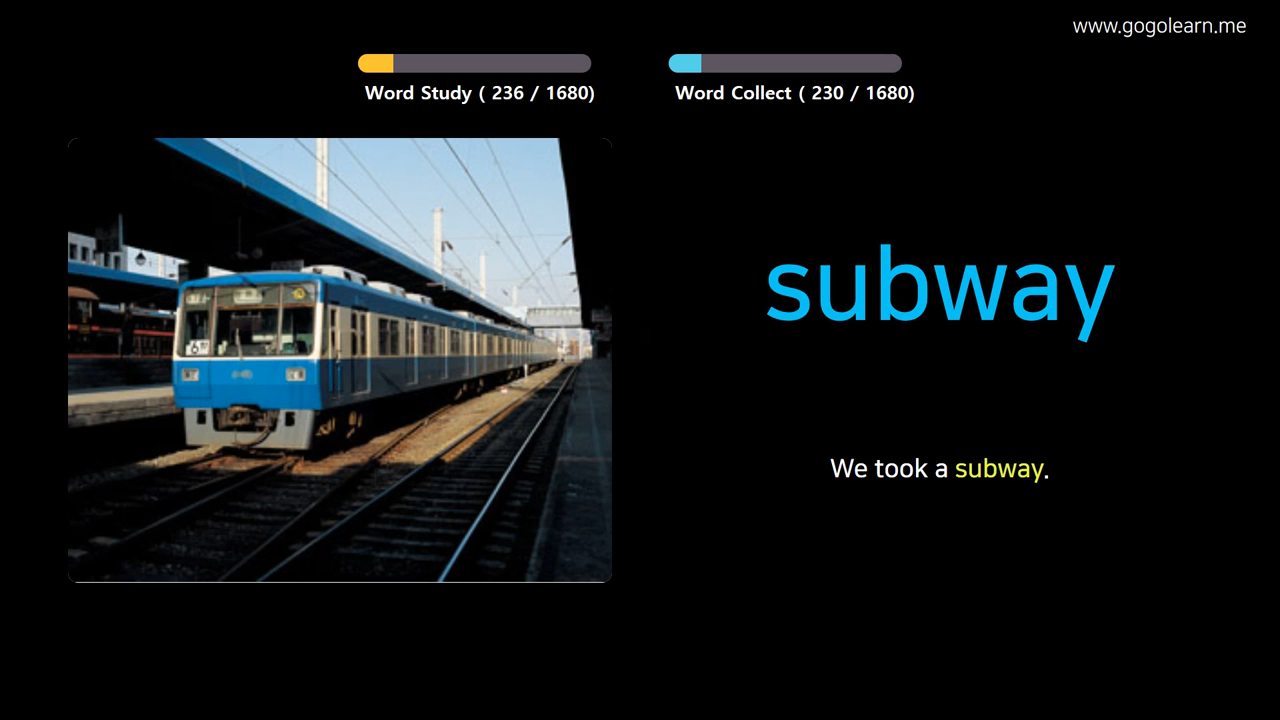 www.gogolearn.me
Word Study ( 236 / 1680)
Word Collect ( 230 / 1680)
subway
We took a subway.